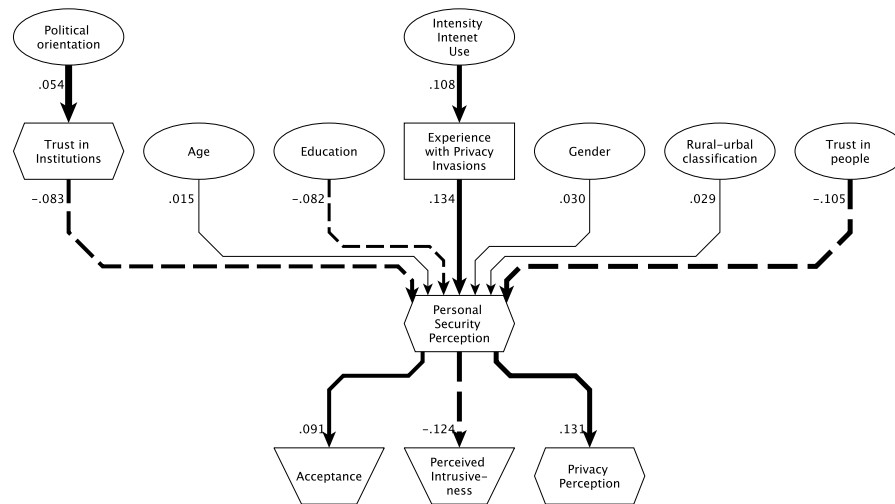 Political
orientation
Intensity
Intenet
Use
.054
.108
Trust in
Institutions
Age
Education
Experience
with Privacy
Invasions
Gender
Rural-urbal
classification
Trust in
people
-.083
.015
-.082
.134
.030
.029
-.105
Personal
Security
Perception
.091
-.124
.131
Acceptance
Perceived
Intrusive-
ness
Privacy
Perception